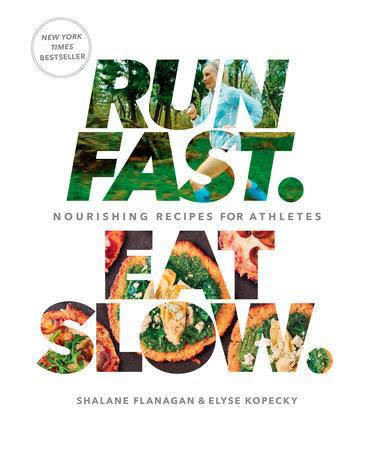 NEW YORK
TIMES
BESTSELLER
RUN
FAST.
NOURISHING RECIPES FOR ATHLETES
EAT
SLOW.
SHALANE FLANAGAN & ELYSE KOPECKY